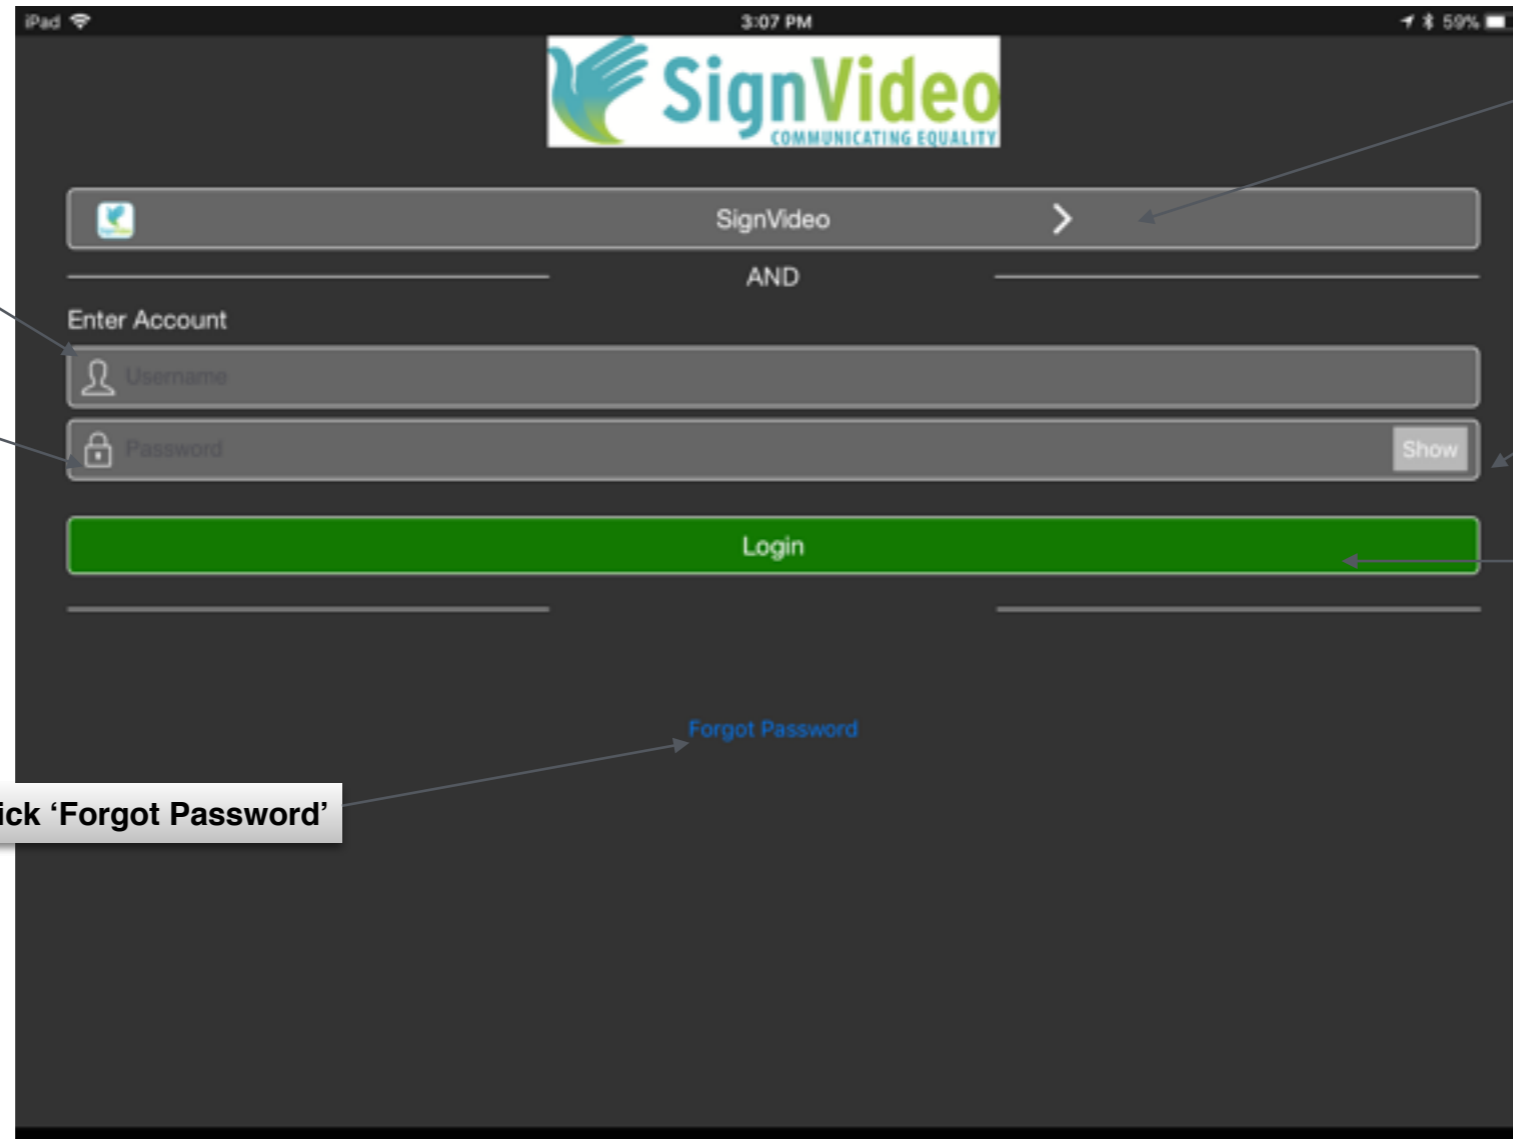 iPad 3:07 PM 59%
SignVideo
COMMUNICATING EQUALITY
SignVideo
AND
Enter Account
Username
Password Show
Login
Forgot Password
ick ‘Forgot Password’